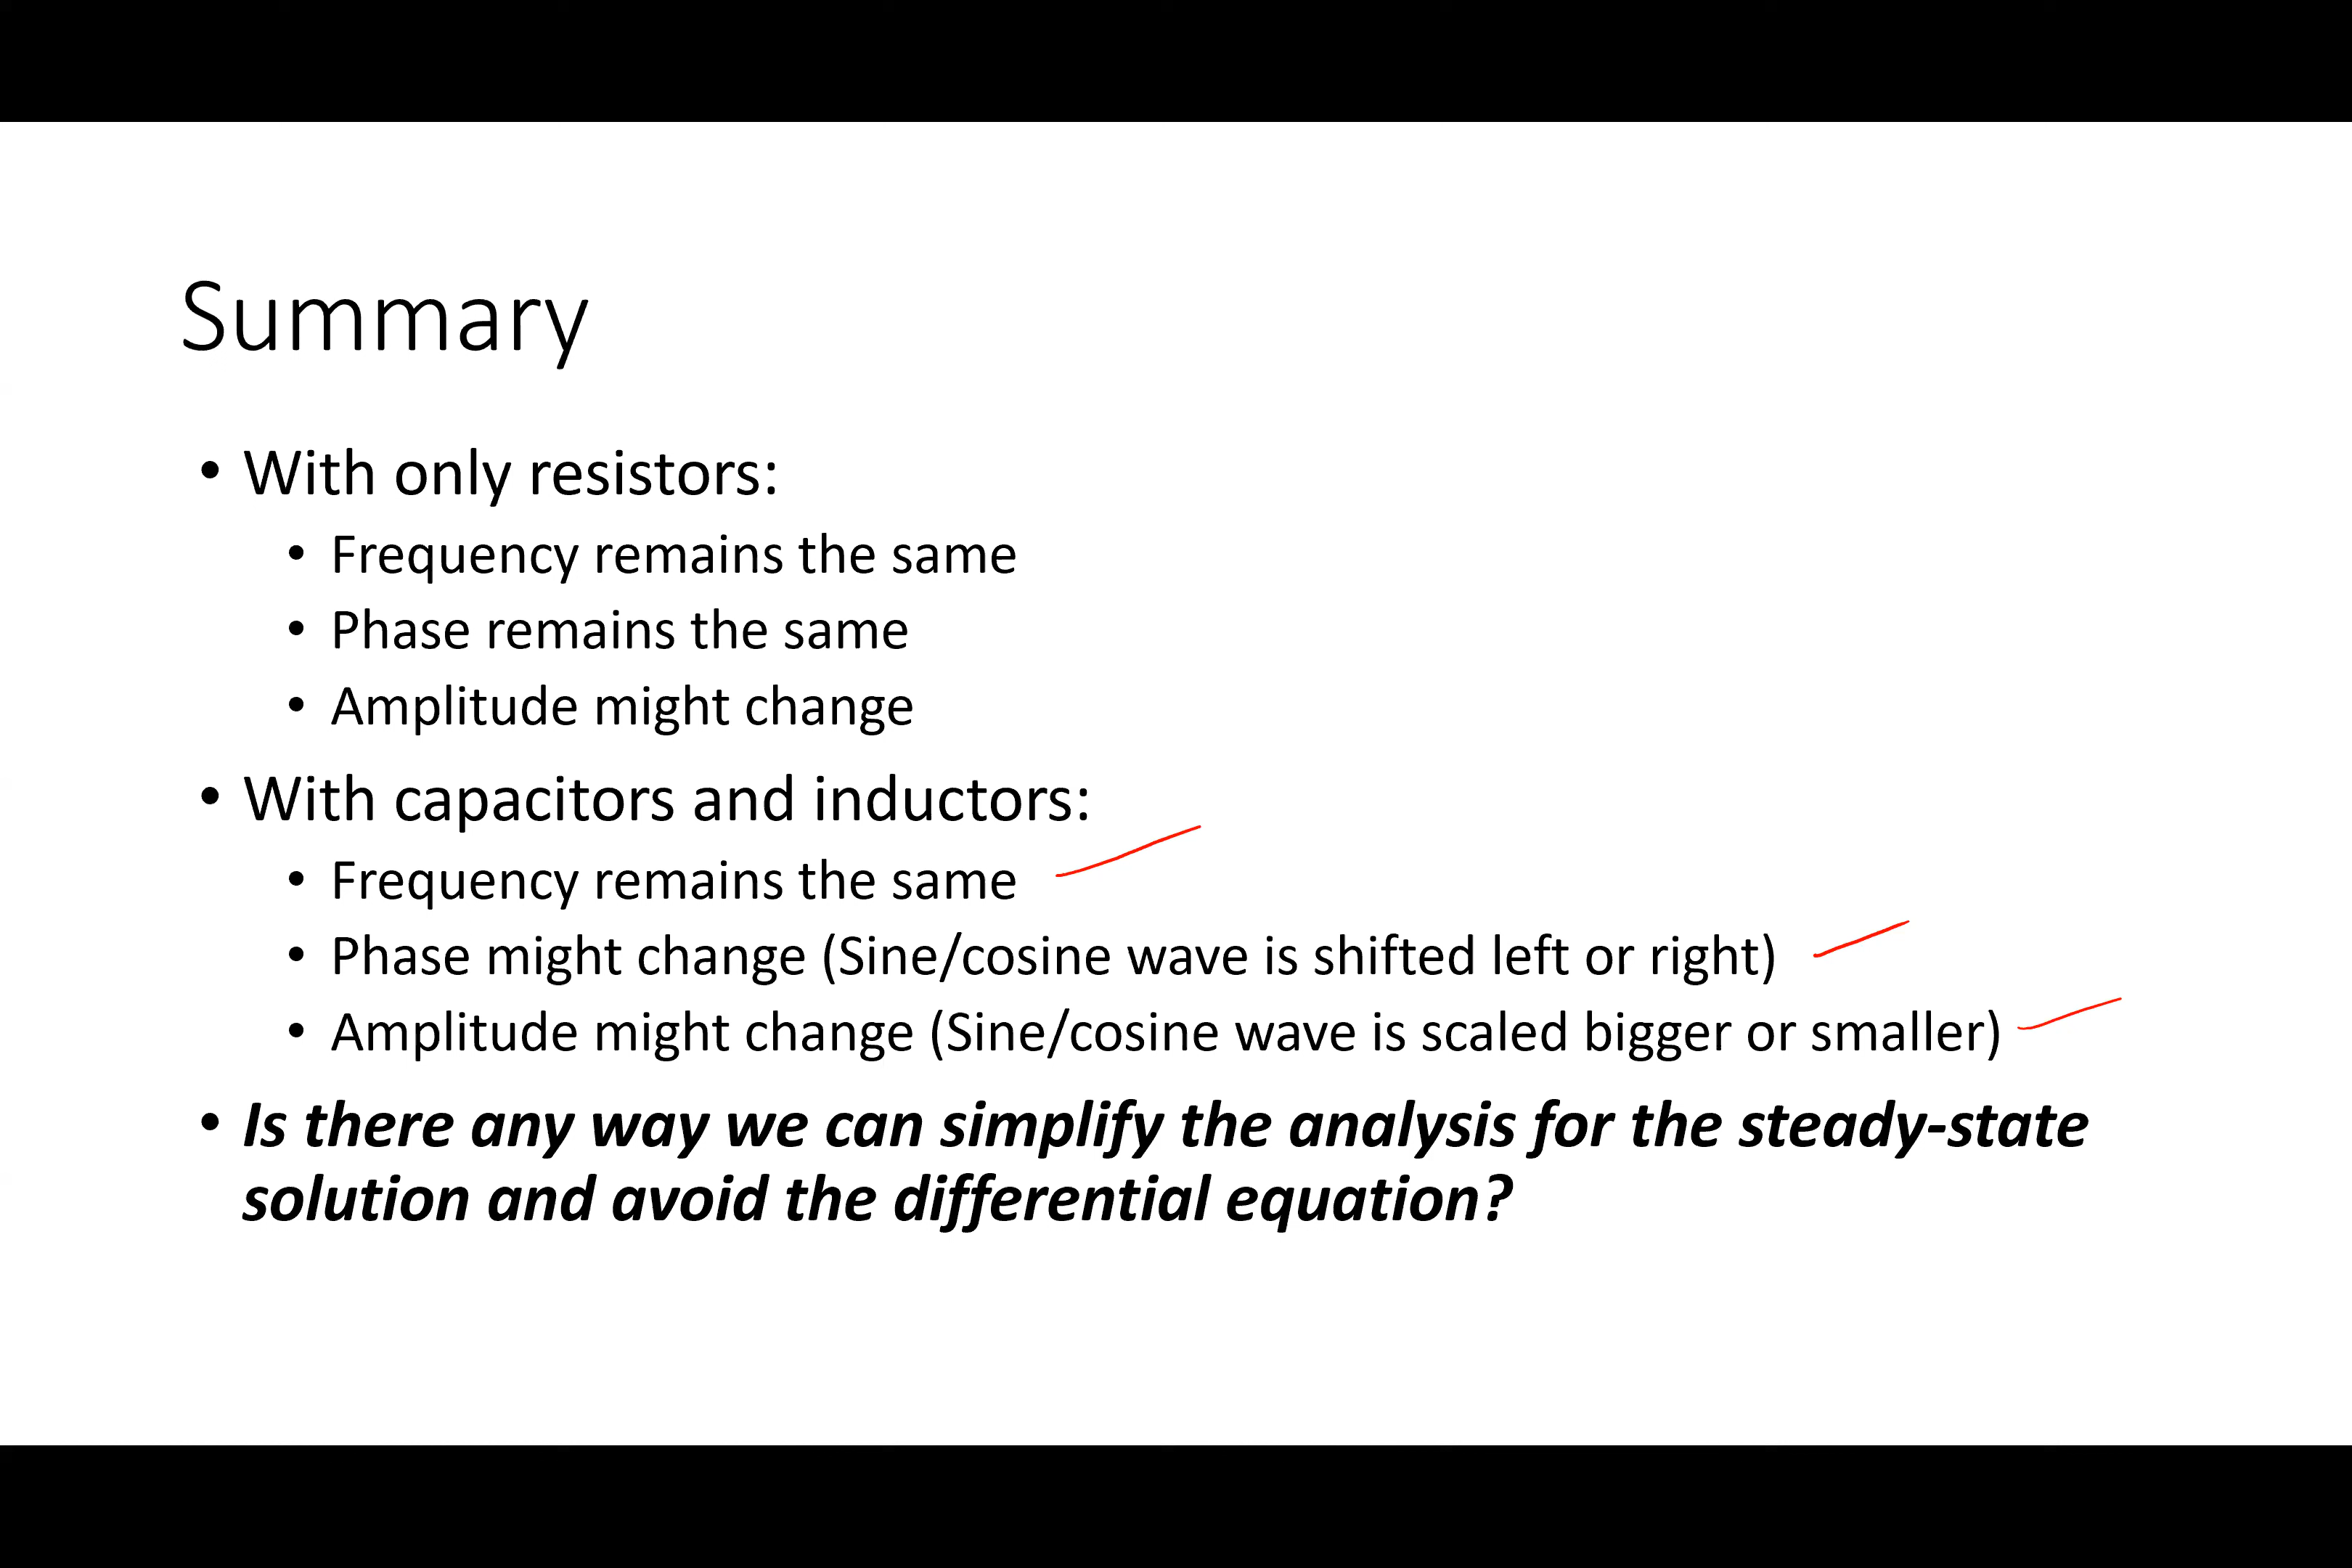 Summary
• With only resistors:
• Frequency remains the same
• Phase remains the same
• Amplitude might change
• With capacitors and inductors:
• Frequency remains the same
• Phase might change (Sine/cosine wave is shifted left or right)
• Amplitude might change (Sine/cosine wave is scaled bigger or smaller)
• Is there any way we can simplify the analysis for the steady-state
solution and avoid the differential equation?